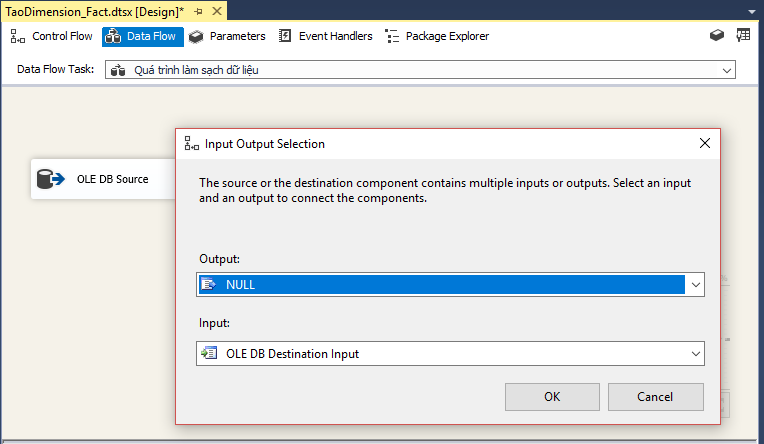 TaoDimension_Fact.dtsx [Design]*
Control Flow Data Flow Parameters Event Handlers Package Explorer
Data Flow Task: Quá trình làm sạch dữ liệu
Input Output Selection
OLE DB Source
The source or the destination component contains multiple inputs or outputs. Select an input
and an output to connect the components.
Output:
NULL
%
Input:
OLE DB Destination Input
OK Cancel